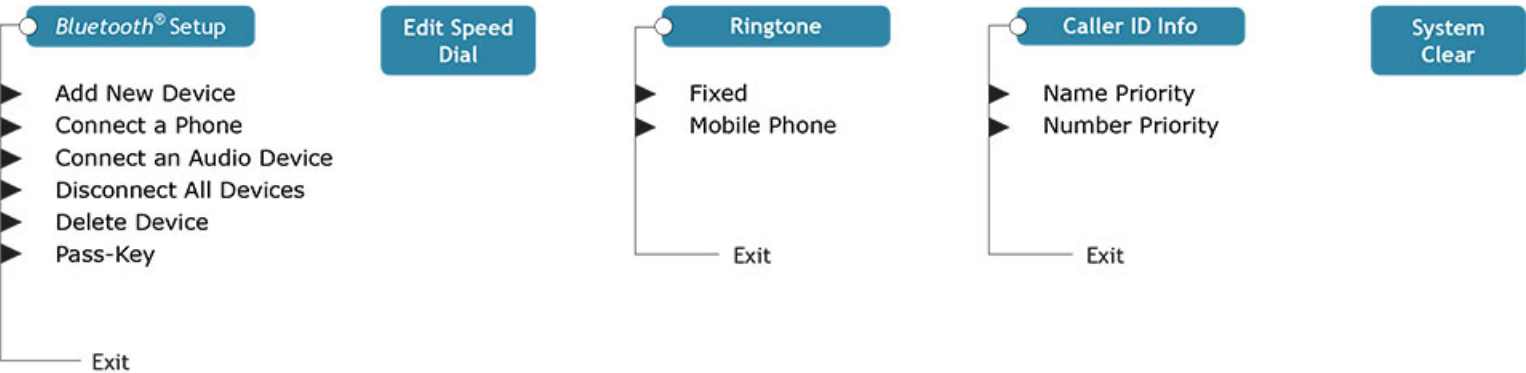 Bluetooth® Setup
Add New Device
Connect a Phone
Connect an Audio Device
Disconnect All Devices
Delete Device
Pass-Key
Exit
Edit Speed
Dial
Ringtone
Fixed
Mobile Phone
Exit
Caller ID Info
Name Priority
Number Priority
Exit
System
Clear